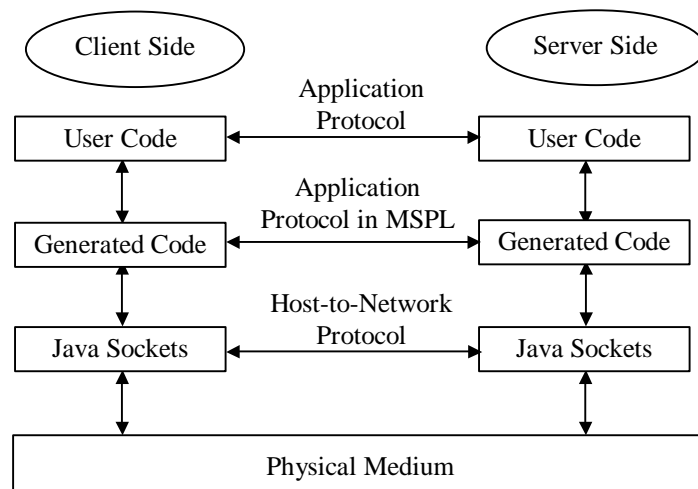 Client Side
Server Side
Application
Protocol
User Code
User Code
Application
Protocol in MSPL
Generated Code
Generated Code
Host-to-Network
Protocol
Java Sockets
Java Sockets
Physical Medium